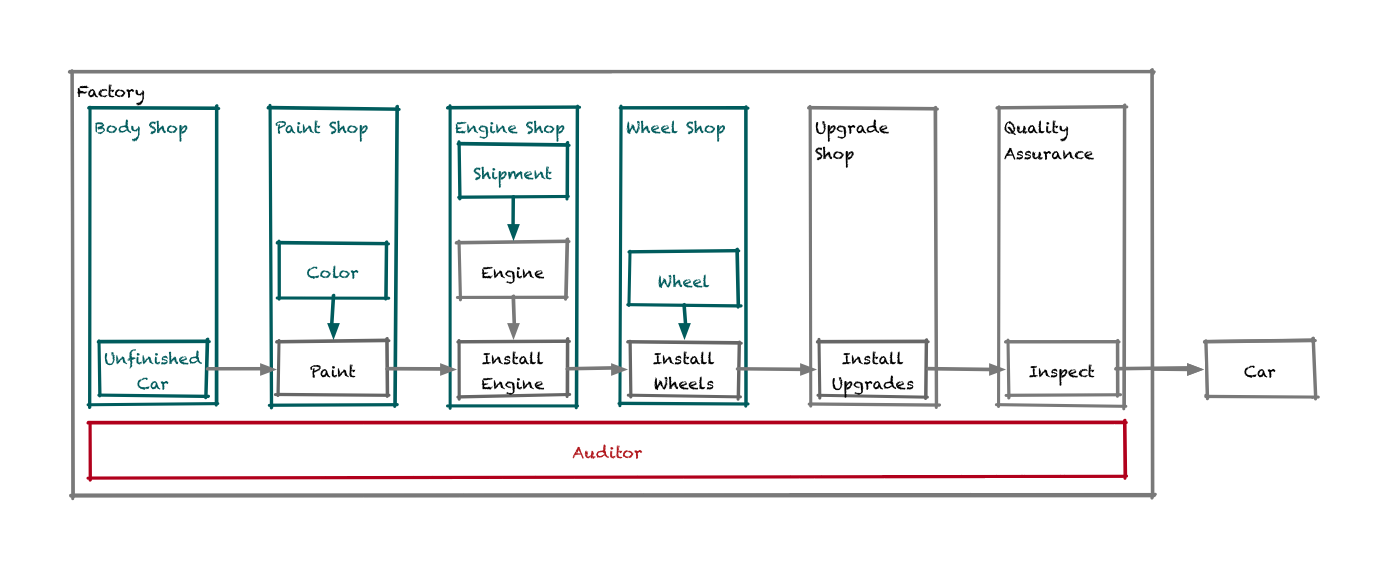 Factory
Body Shop
Paint Shop
Engine Shop
Wheel Shop
Upgrade
Shop
Quality
Assurance
Shipment
Color
Engine
Wheel
Unfinished
Car
Paint
Install
Engine
Install
Wheels
Install
Upgrades
Inspect
Car
Auditor